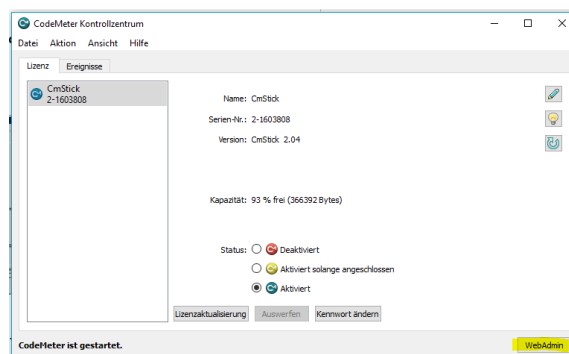 CodeMeter Kontrollzentrum
Datei Aktion Ansicht Hilfe
Lizenz Ereignisse
CmStick
2-1603808
Name: CmStick
Serien-Nr.: 2-1603808
Version: CmStick 2.04
Kapazität: 93 % frei (366392 Bytes)
Status: Deaktiviert
Aktiviert solange angeschlossen
Aktiviert
Lizenzaktualisierung Auswerfen Kennwort ändern
CodeMeter ist gestartet. WebAdmin